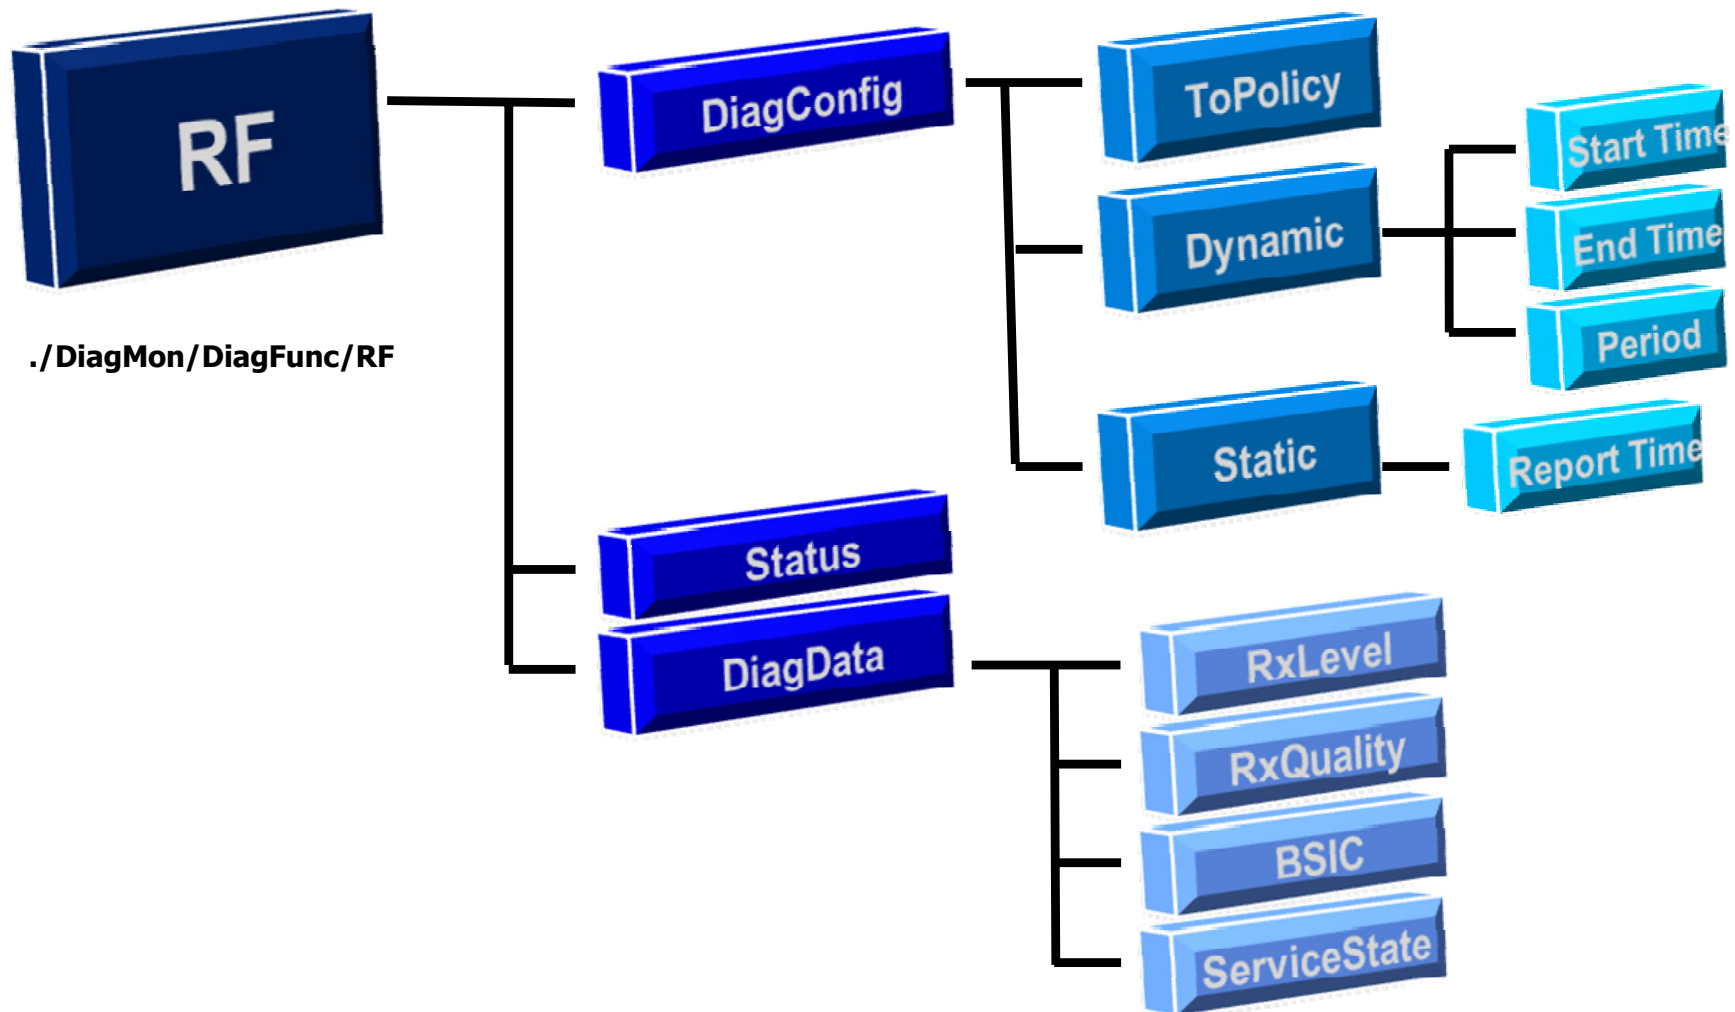 RF
./DiagMon/DiagFunc/RF
DiagConfig
ToPolicy
Dynamic
Start Time
End Time
Period
Static
Report Time
Status
DiagData
RxLevel
RxQuality
BSIC
ServiceState